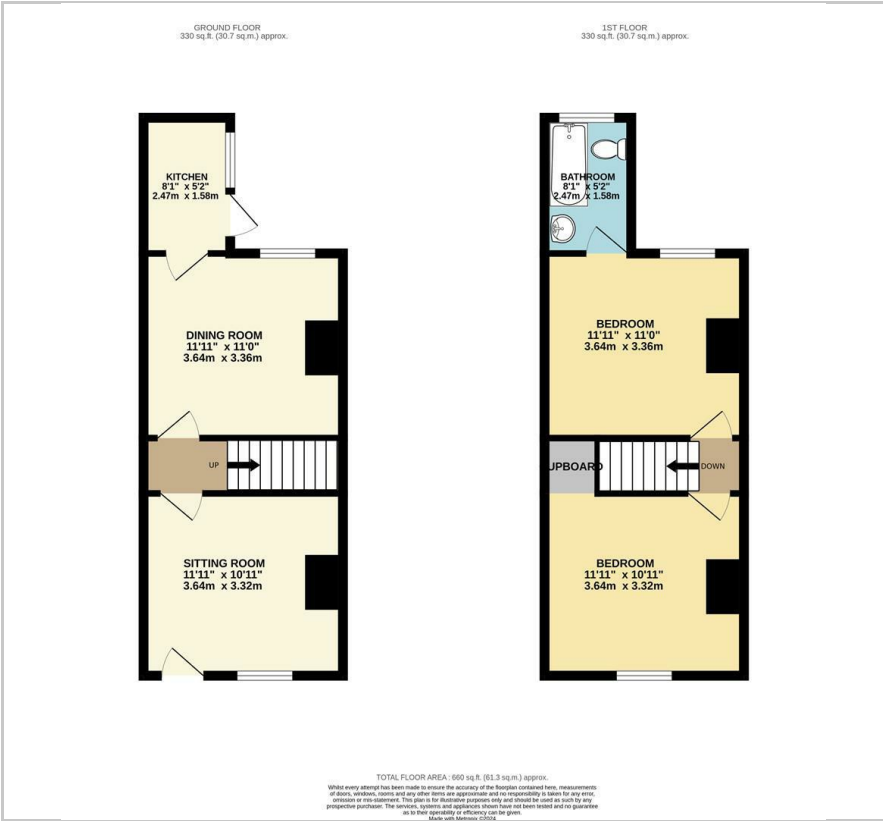 GROUND FLOOR
330 sq.ft. (30.7 sq.m.) approx.
1ST FLOOR
330 sq.ft. (30.7 sq.m.) approx.
KITCHEN
8'1" x 5'2"
2.47m x 1.58m
BATHROOM
8'1" x 5'2"
2.47m x 1.58m
DINING ROOM
11'11" x 11'0"
3.64m x 3.36m
BEDROOM
11'11" x 11'0"
3.64m x 3.36m
UP
UPBOARD
DOWN
SITTING ROOM
11'11" x 10'11"
3.64m x 3.32m
BEDROOM
11'11" x 10'11"
3.64m x 3.32m
TOTAL FLOOR AREA : 660 sq.ft. (61.3 sq.m.) approx.
Whilst every attempt has been made to ensure the accuracy of the floorplan contained here, measurements
of doors, windows, rooms and any other items are approximate and no responsibility is taken for any error,
omission or mis-statement. This plan is for illustrative purposes only and should be used as such by any
prospective purchaser. The services, systems and appliances shown have not been tested and no guarantee
as to their operability or efficiency can be given.
Made with Metropix ©2024